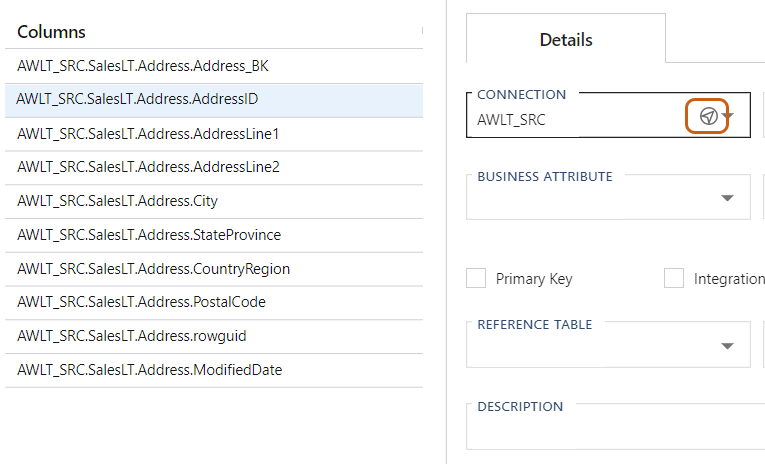 Columns
AWLT_SRC.SalesLT.Address.Address_BK
AWLT_SRC.SalesLT.Address.AddressID
AWLT_SRC.SalesLT.Address.AddressLine1
AWLT_SRC.SalesLT.Address.AddressLine2
AWLT_SRC.SalesLT.Address.City
AWLT_SRC.SalesLT.Address.StateProvince
AWLT_SRC.SalesLT.Address.CountryRegion
AWLT_SRC.SalesLT.Address.PostalCode
AWLT_SRC.SalesLT.Address.rowguid
AWLT_SRC.SalesLT.Address.ModifiedDate
Details
CONNECTION
AWLT_SRC
BUSINESS ATTRIBUTE
Primary Key
Integration
REFERENCE TABLE
DESCRIPTION